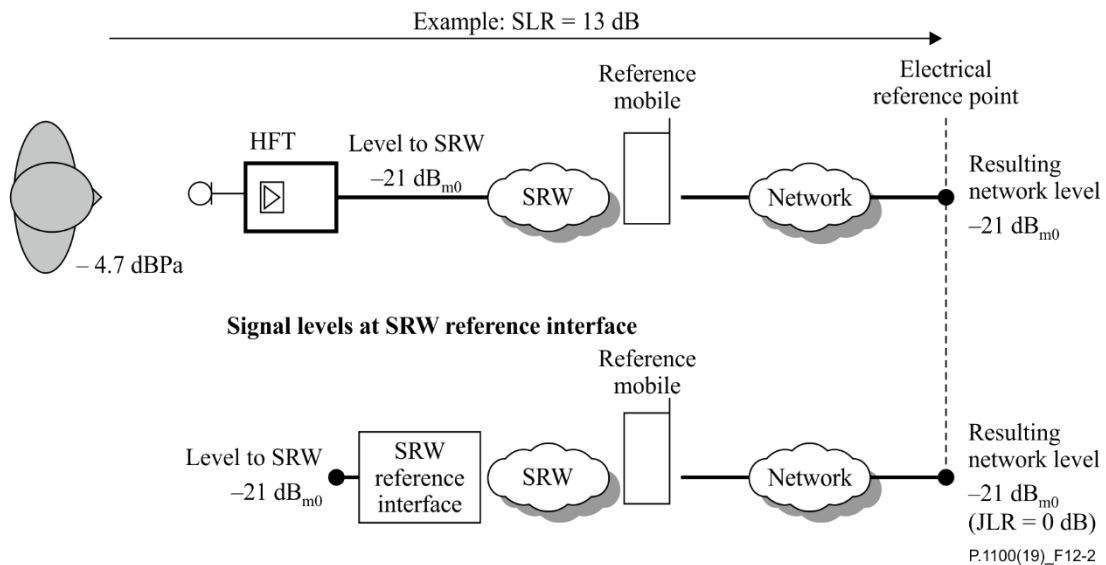 Example: SLR = 13 dB
Reference
mobile
Electrical
reference point
HFT
Level to SRW
–21 dBm0
SRW
Network
Resulting
network level
–21 dBm0
– 4.7 dBPa
Signal levels at SRW reference interface
Reference
mobile
Level to SRW
–21 dBm0
SRW
reference
interface
SRW
Network
Resulting
network level
–21 dBm0
(JLR = 0 dB)
P.1100(19)_F12-2